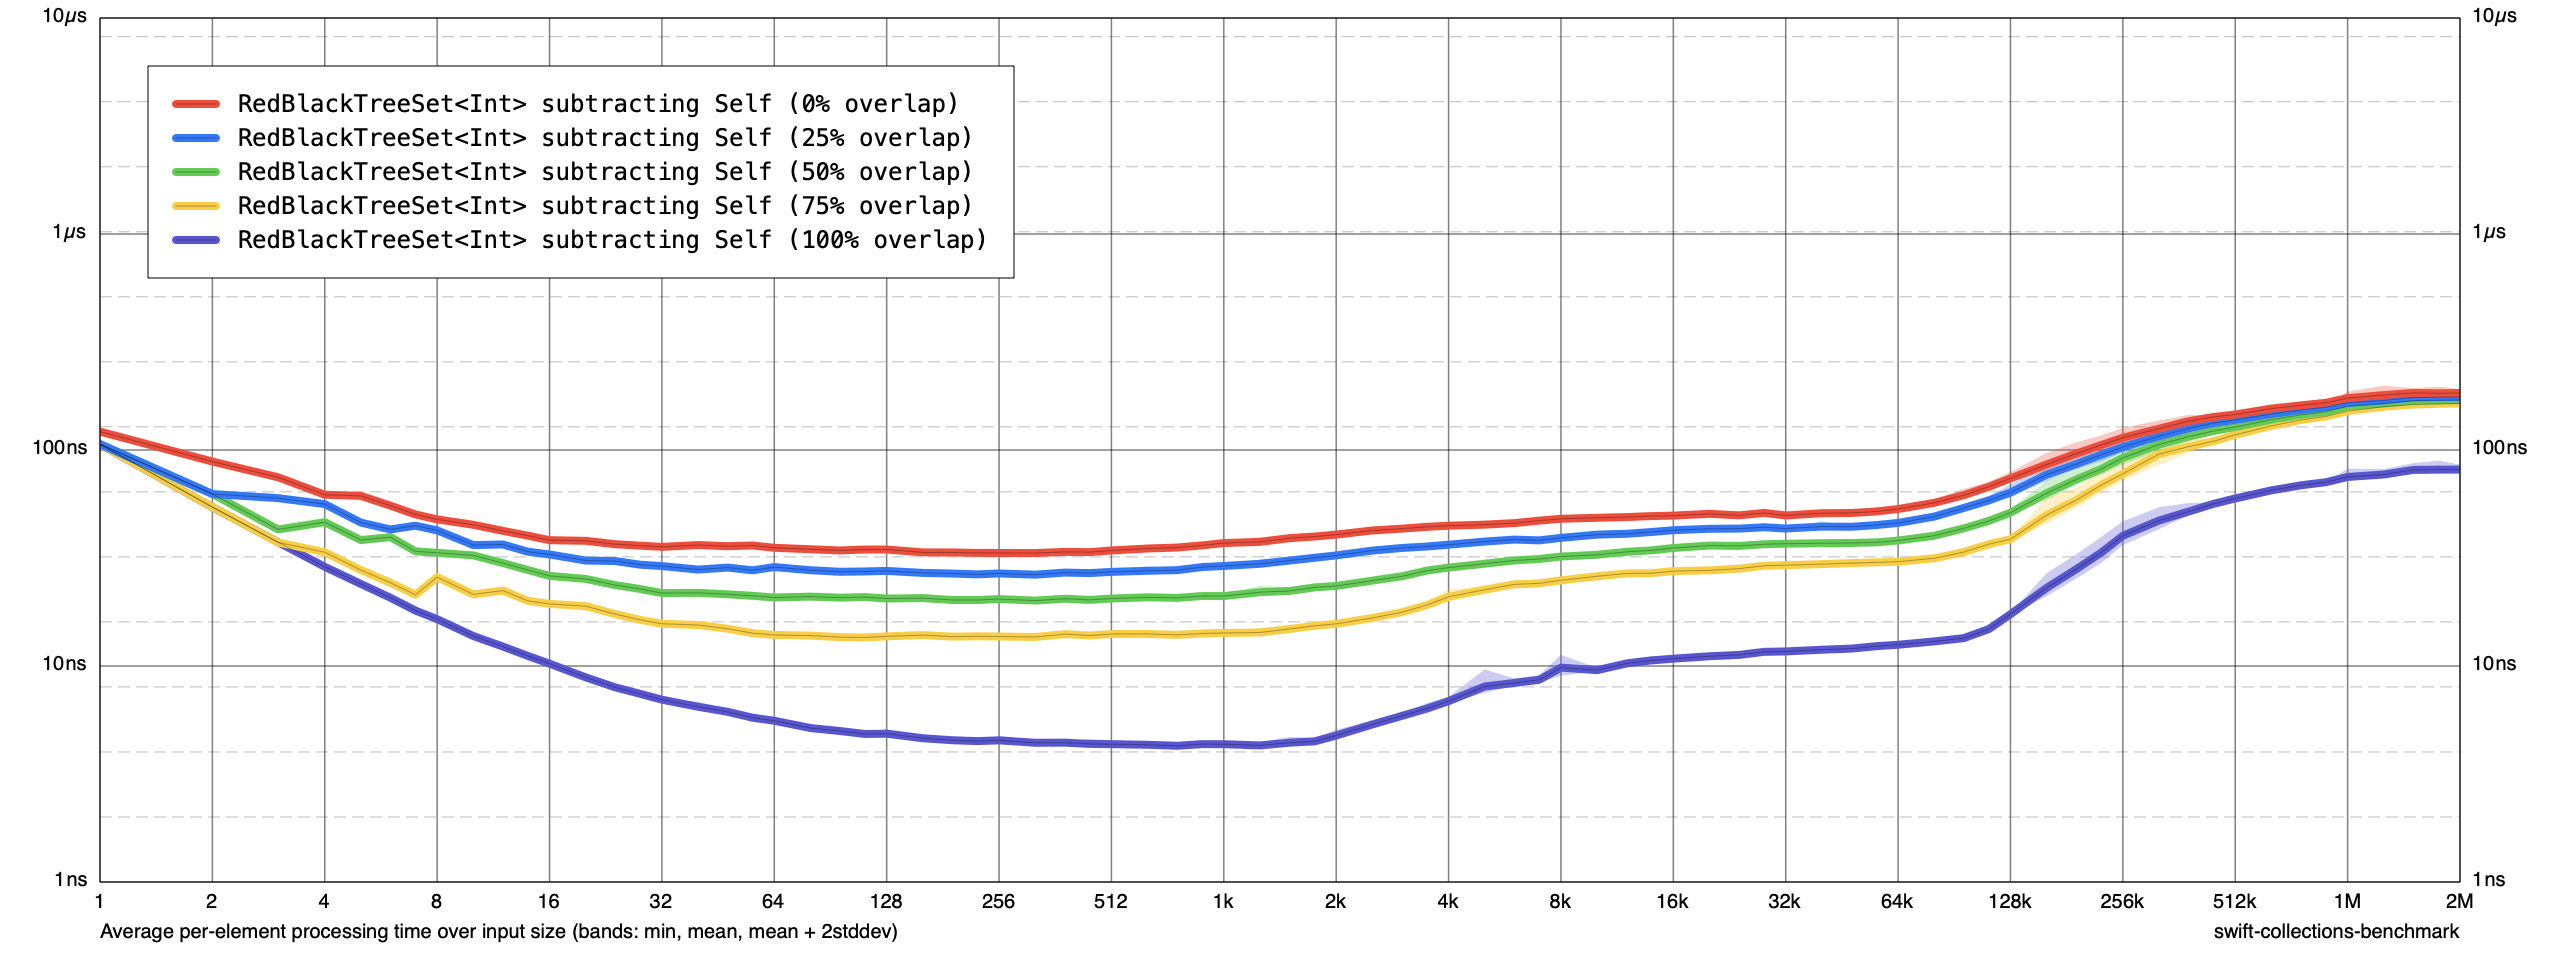 10µs
10µs
RedBlackTreeSet<Int> subtracting Self (0% overlap)
RedBlackTreeSet<Int> subtracting Self (25% overlap)
RedBlackTreeSet<Int> subtracting Self (50% overlap)
RedBlackTreeSet<Int> subtracting Self (75% overlap)
RedBlackTreeSet<Int> subtracting Self (100% overlap)
1µs
1µs
100ns
100ns
10ns
10ns
1ns
1ns
1 2 4 8 16 32 64 128 256 512 1k 2k 4k 8k 16k 32k 64k 128k 256k 512k 1M 2M
Average per-element processing time over input size (bands: min, mean, mean + 2stddev)
swift-collections-benchmark